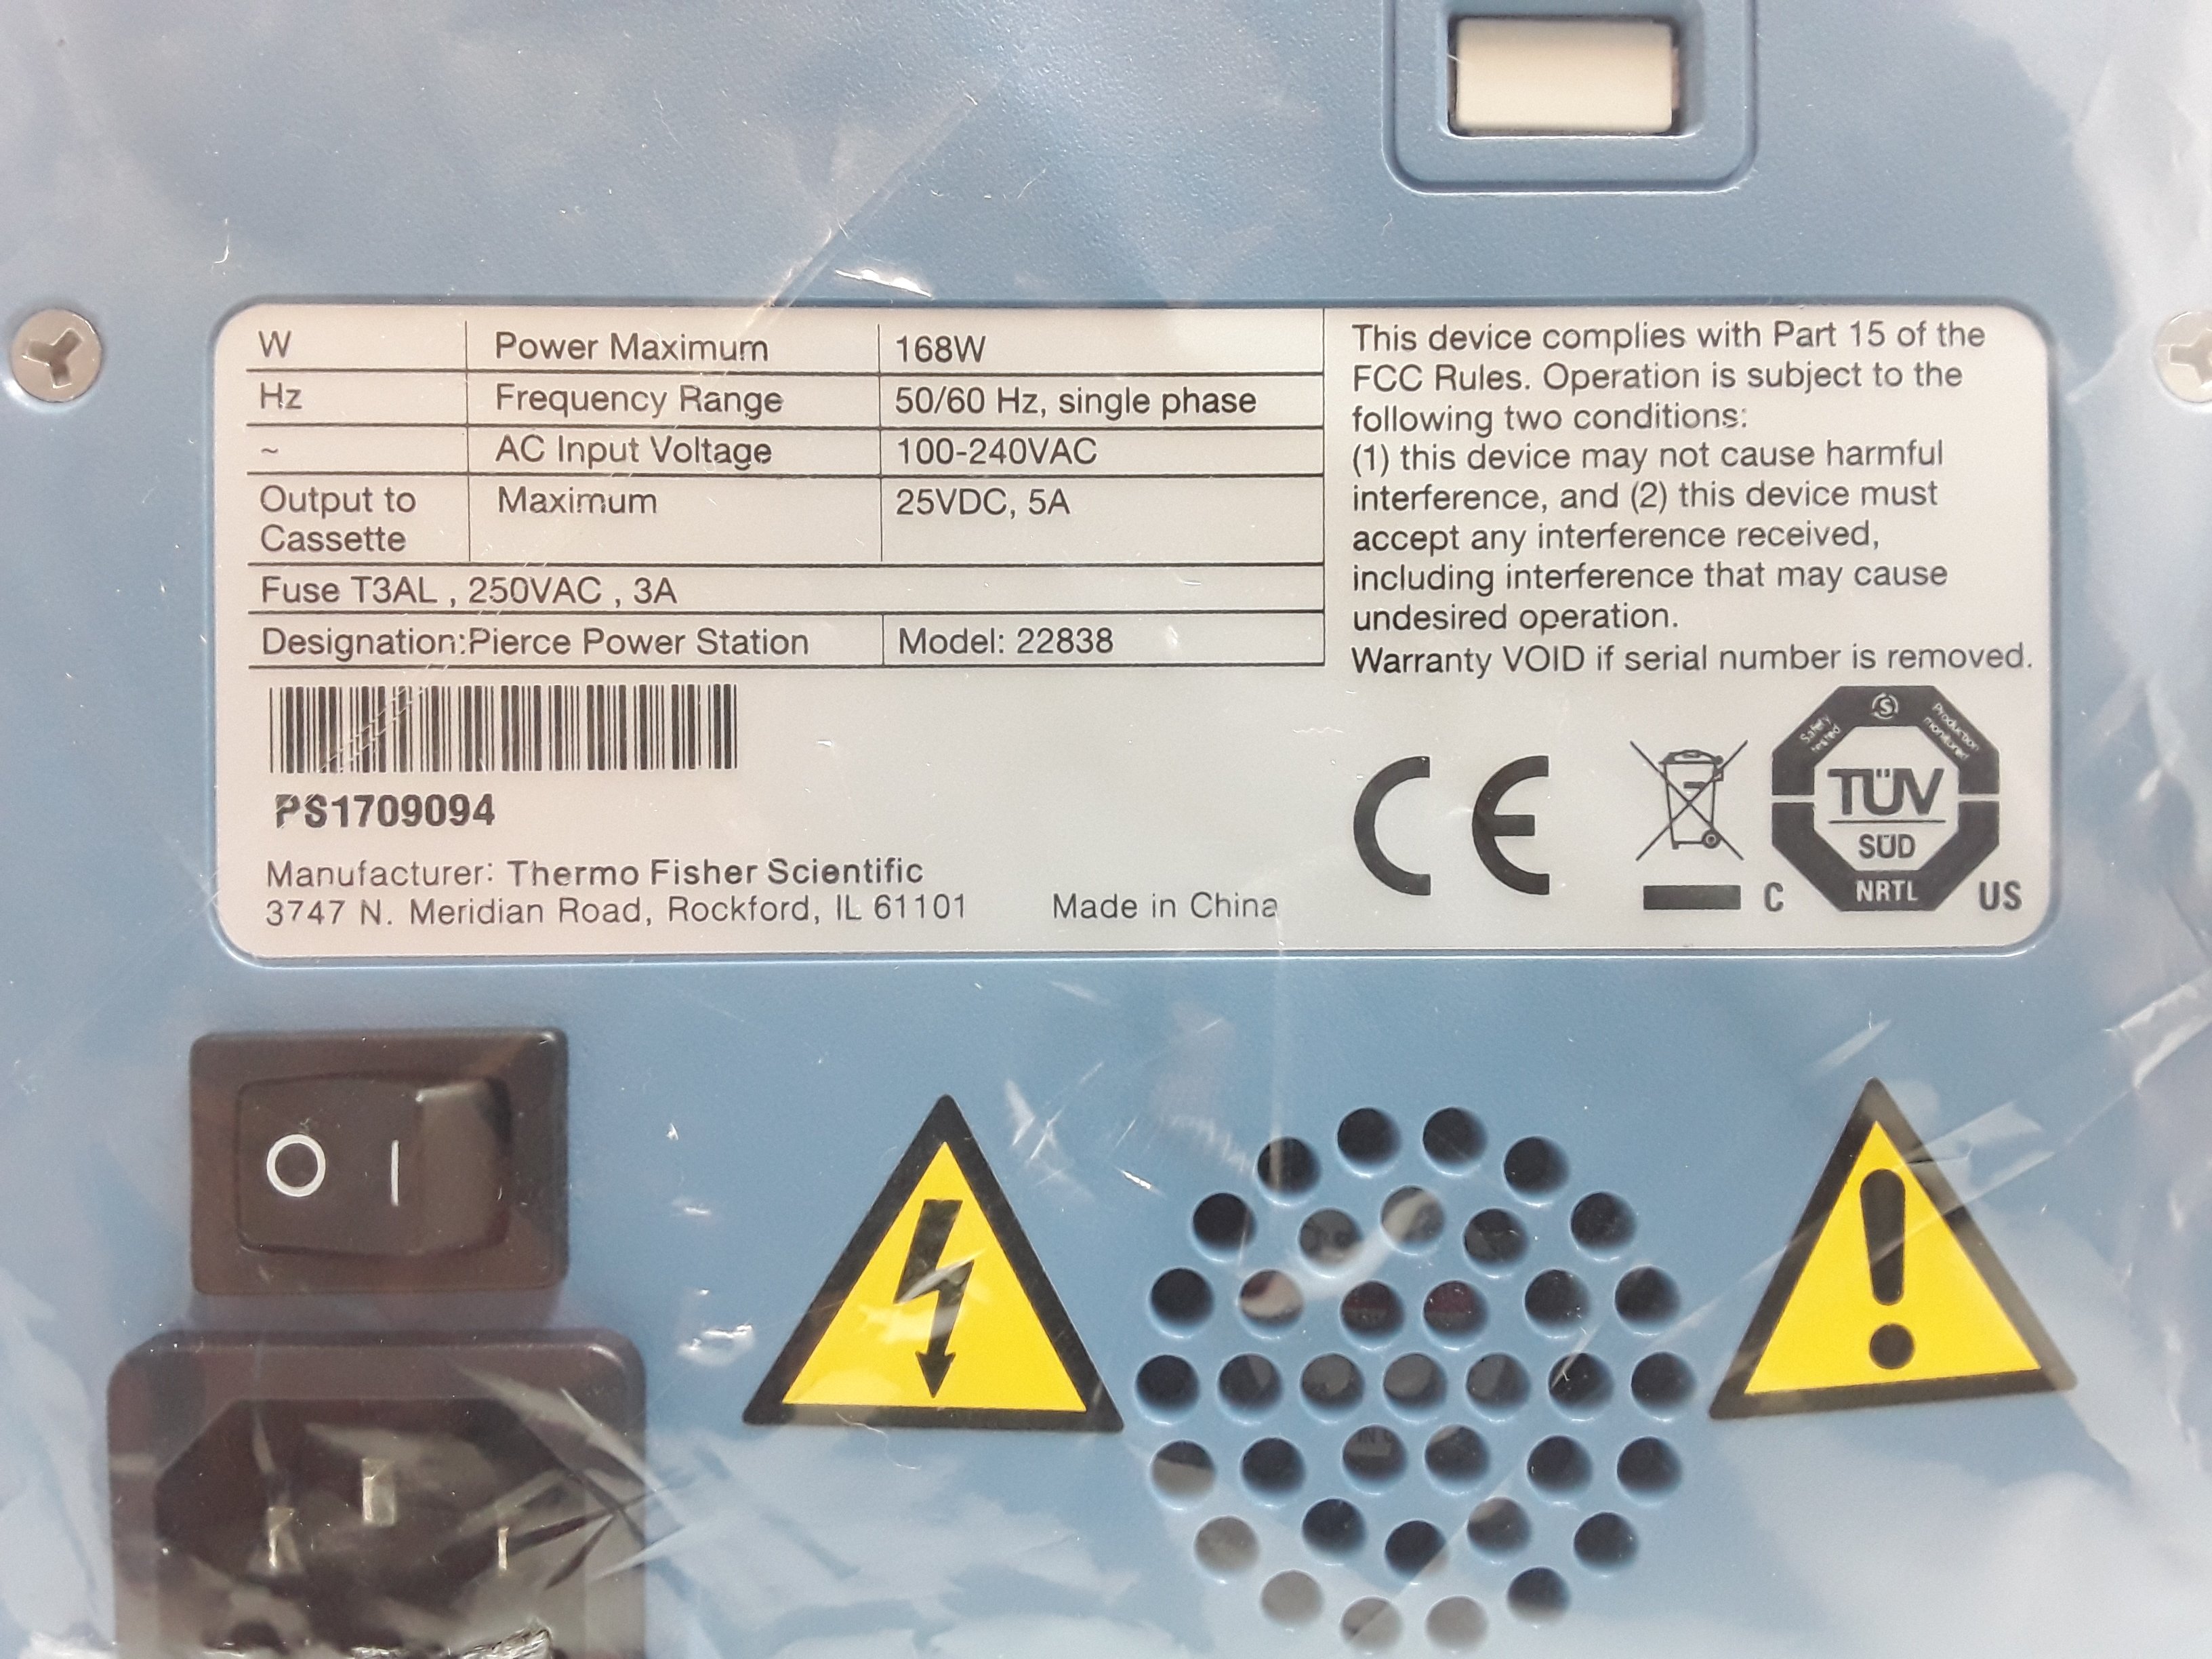 W Power Maximum 168W
Hz Frequency Range 50/60 Hz, single phase
~ AC Input Voltage 100-240VAC
Output to Maximum 25VDC, 5A
Cassette
Fuse T3AL , 250VAC , 3A
Designation:Pierce Power Station Model: 22838
PS1709094
Manufacturer: Thermo Fisher Scientific
3747 N. Meridian Road, Rockford, IL 61101 Made in China
This device complies with Part 15 of the
FCC Rules. Operation is subject to the
following two conditions:
(1) this device may not cause harmful
interference, and (2) this device must
accept any interference received,
including interference that may cause
undesired operation.
Warranty VOID if serial number is removed.
CE
Safety
tested
S
Production
monitored
TÜV
SÜD
C NRTL US
O I